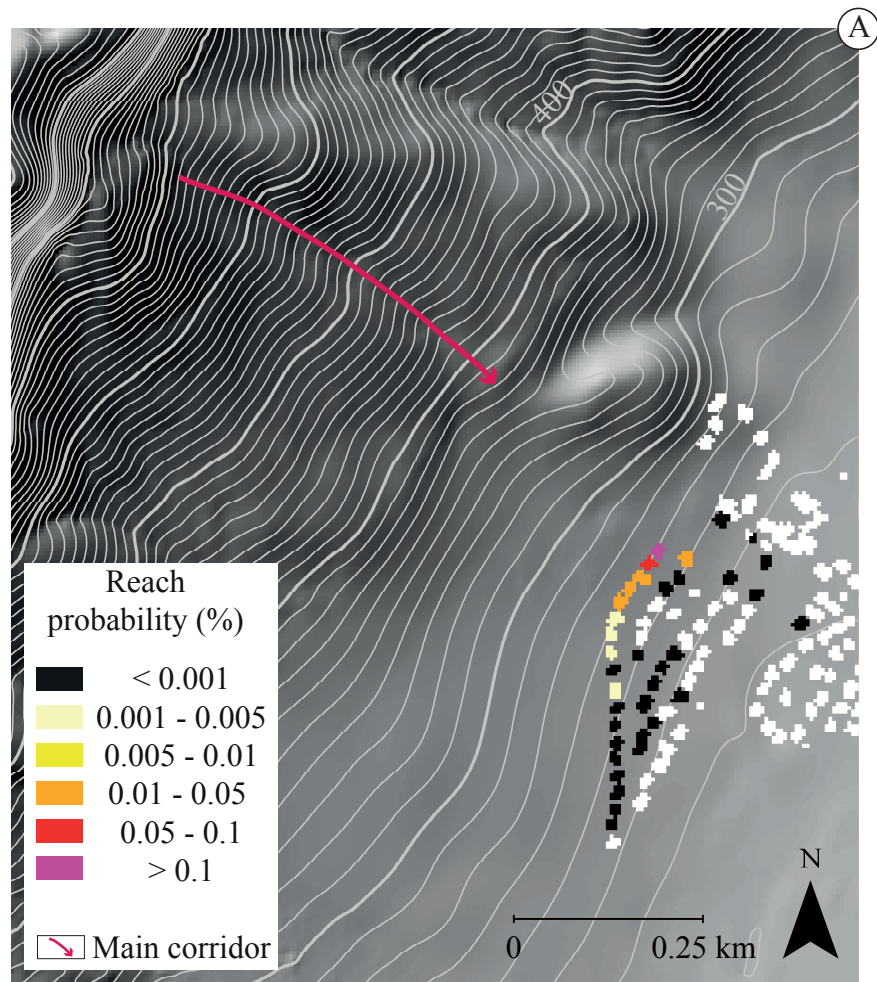 A
400
300
Reach
probability (%)
< 0.001
0.001 - 0.005
0.005 - 0.01
0.01 - 0.05
0.05 - 0.1
> 0.1
Main corridor
N
0 0.25 km